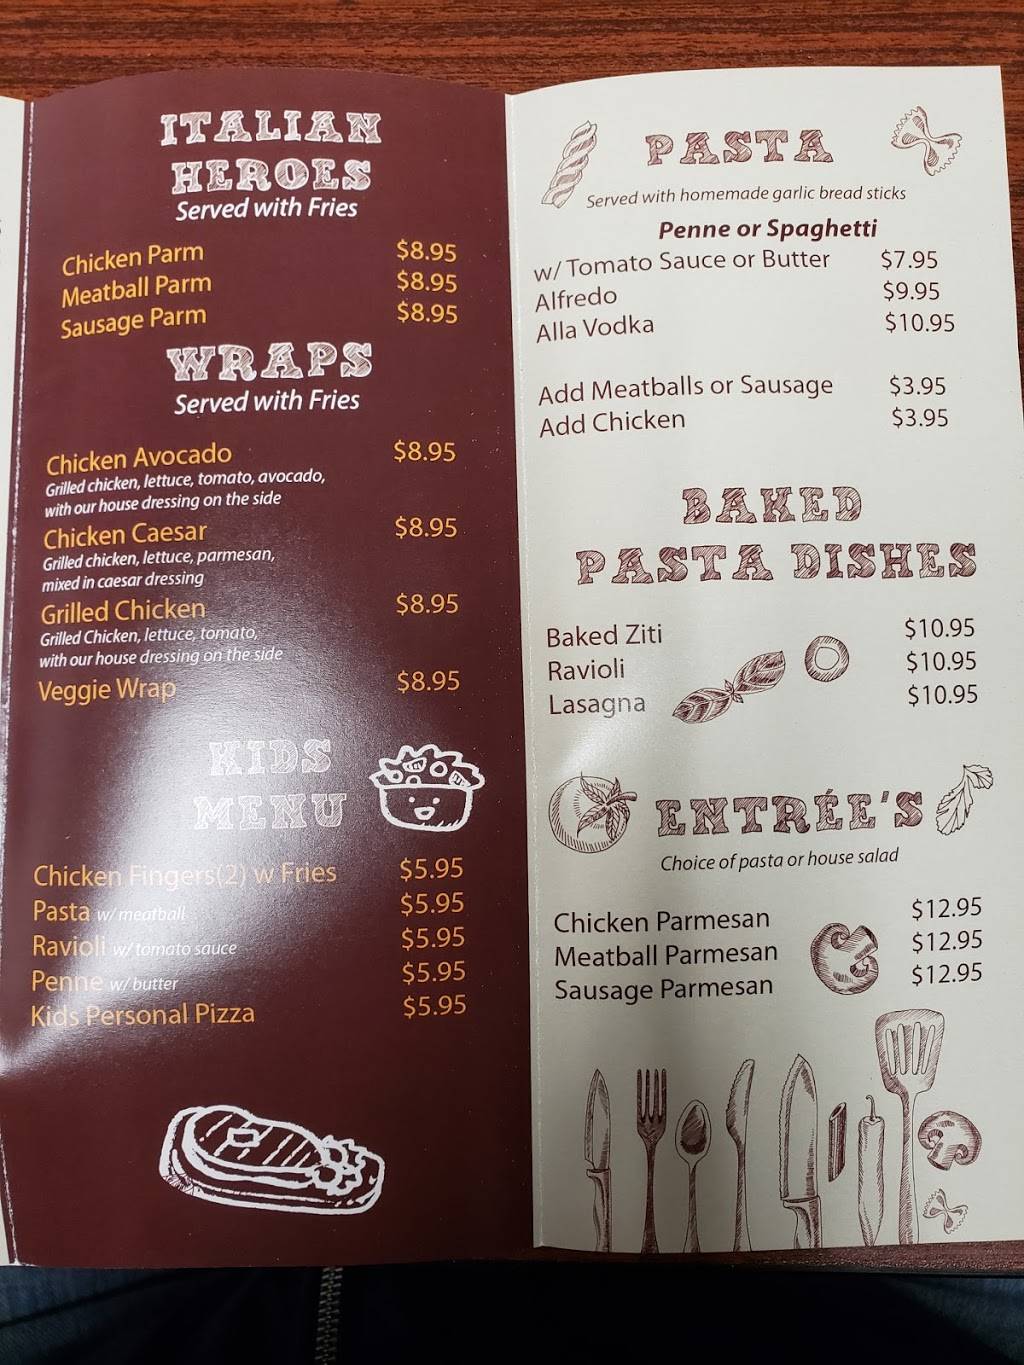 ITALIAN
HEROES
Served with Fries
Chicken Parm $8.95
Meatball Parm $8.95
Sausage Parm $8.95
WRAPS
Served with Fries
Chicken Avocado $8.95
Grilled chicken, lettuce, tomato, avocado,
with our house dressing on the side
Chicken Caesar $8.95
Grilled chicken, lettuce, parmesan,
mixed in caesar dressing
Grilled Chicken $8.95
Grilled Chicken, lettuce, tomato,
with our house dressing on the side
Veggie Wrap $8.95
KIDS
MENU
Chicken Fingers(2) w Fries $5.95
Pasta w/ meatball $5.95
Ravioli w/ tomato sauce $5.95
Penne w/ butter $5.95
Kids Personal Pizza $5.95
PASTA
Served with homemade garlic bread sticks
Penne or Spaghetti
w/ Tomato Sauce or Butter $7.95
Alfredo $9.95
Alla Vodka $10.95
Add Meatballs or Sausage $3.95
Add Chicken $3.95
BAKED
PASTA DISHES
Baked Ziti $10.95
Ravioli $10.95
Lasagna $10.95
ENTRÉE'S
Choice of pasta or house salad
Chicken Parmesan $12.95
Meatball Parmesan $12.95
Sausage Parmesan $12.95